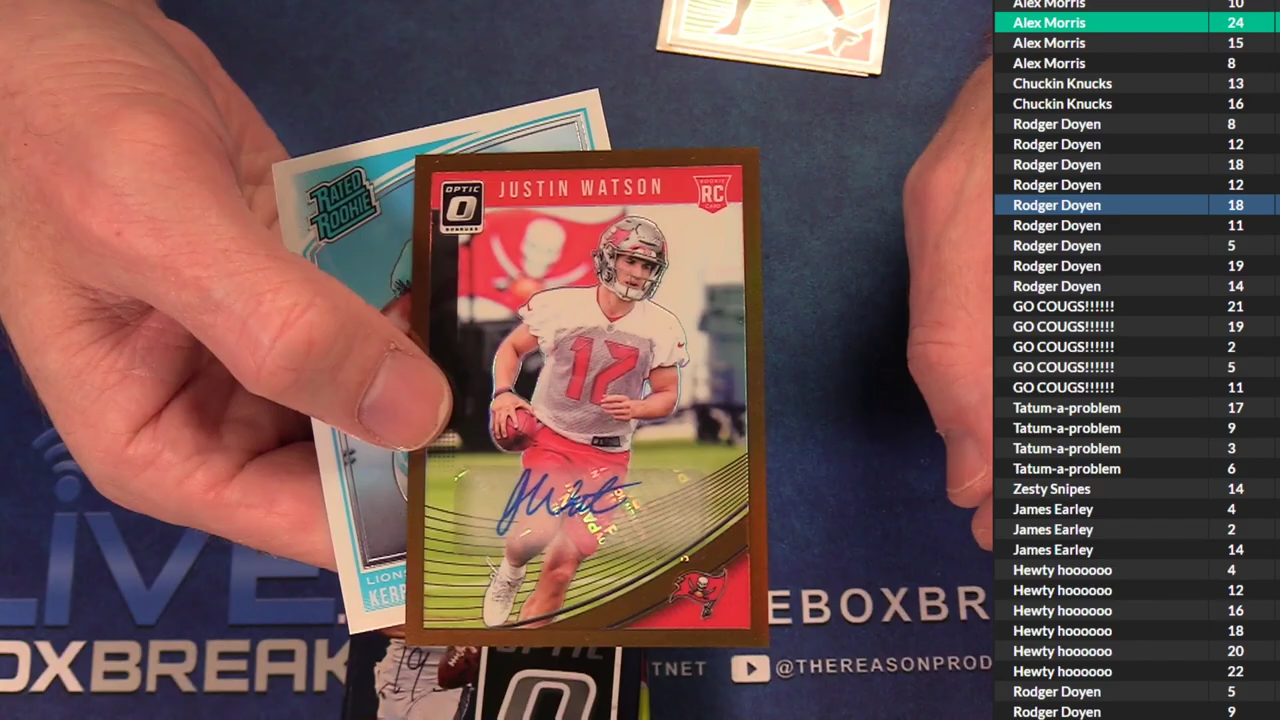 RATED
ROOKIE
OPTIC
DONRUSS
JUSTIN WATSON
ROOKIE
RC
CARD
12
LIONS
KERR
LIVE
OXBREAK
EBOXBR
TNET
@THEREASONPROD
19
OPTIC
Alex Morris 10
Alex Morris 24
Alex Morris 15
Alex Morris 8
Chuckin Knucks 13
Chuckin Knucks 16
Rodger Doyen 8
Rodger Doyen 12
Rodger Doyen 18
Rodger Doyen 12
Rodger Doyen 18
Rodger Doyen 11
Rodger Doyen 5
Rodger Doyen 19
Rodger Doyen 14
GO COUGS!!!!!! 21
GO COUGS!!!!!! 19
GO COUGS!!!!!! 2
GO COUGS!!!!!! 5
GO COUGS!!!!!! 11
Tatum-a-problem 17
Tatum-a-problem 9
Tatum-a-problem 3
Tatum-a-problem 6
Zesty Snipes 14
James Earley 4
James Earley 2
James Earley 14
Hewty hoooooo 4
Hewty hoooooo 12
Hewty hoooooo 16
Hewty hoooooo 18
Hewty hoooooo 20
Hewty hoooooo 22
Rodger Doyen 5
Rodger Doyen 9